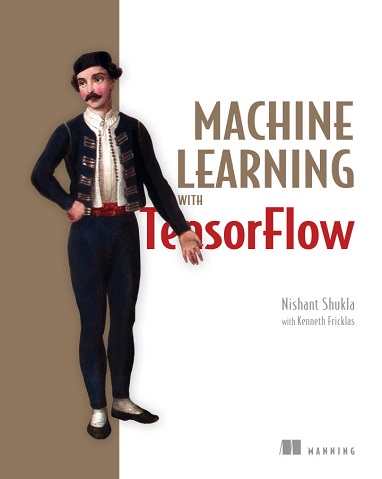 MACHINE
LEARNING
WITH
TensorFlow
Nishant Shukla
with Kenneth Fricklas
MANNING